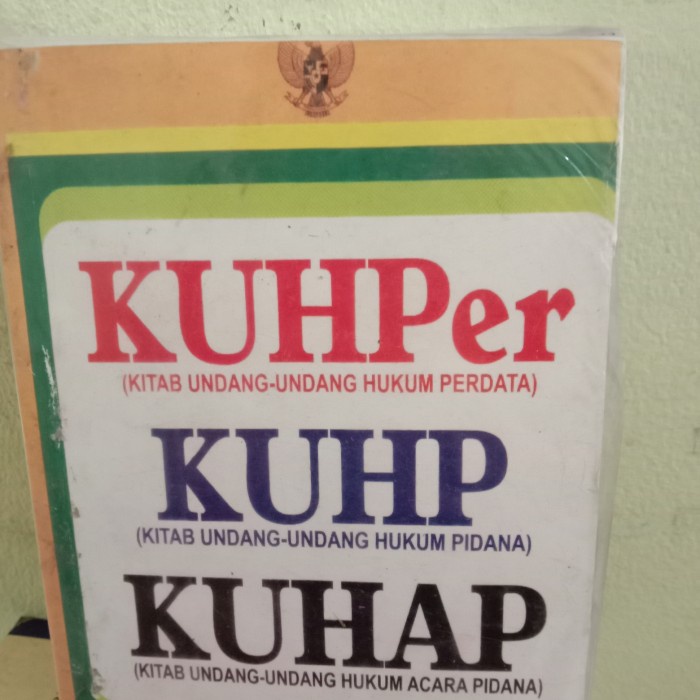 KUHPer
(KITAB UNDANG-UNDANG HUKUM PERDATA)
KUHP
(KITAB UNDANG-UNDANG HUKUM PIDANA)
KUHAP
(KITAB UNDANG-UNDANG HUKUM ACARA PIDANA)